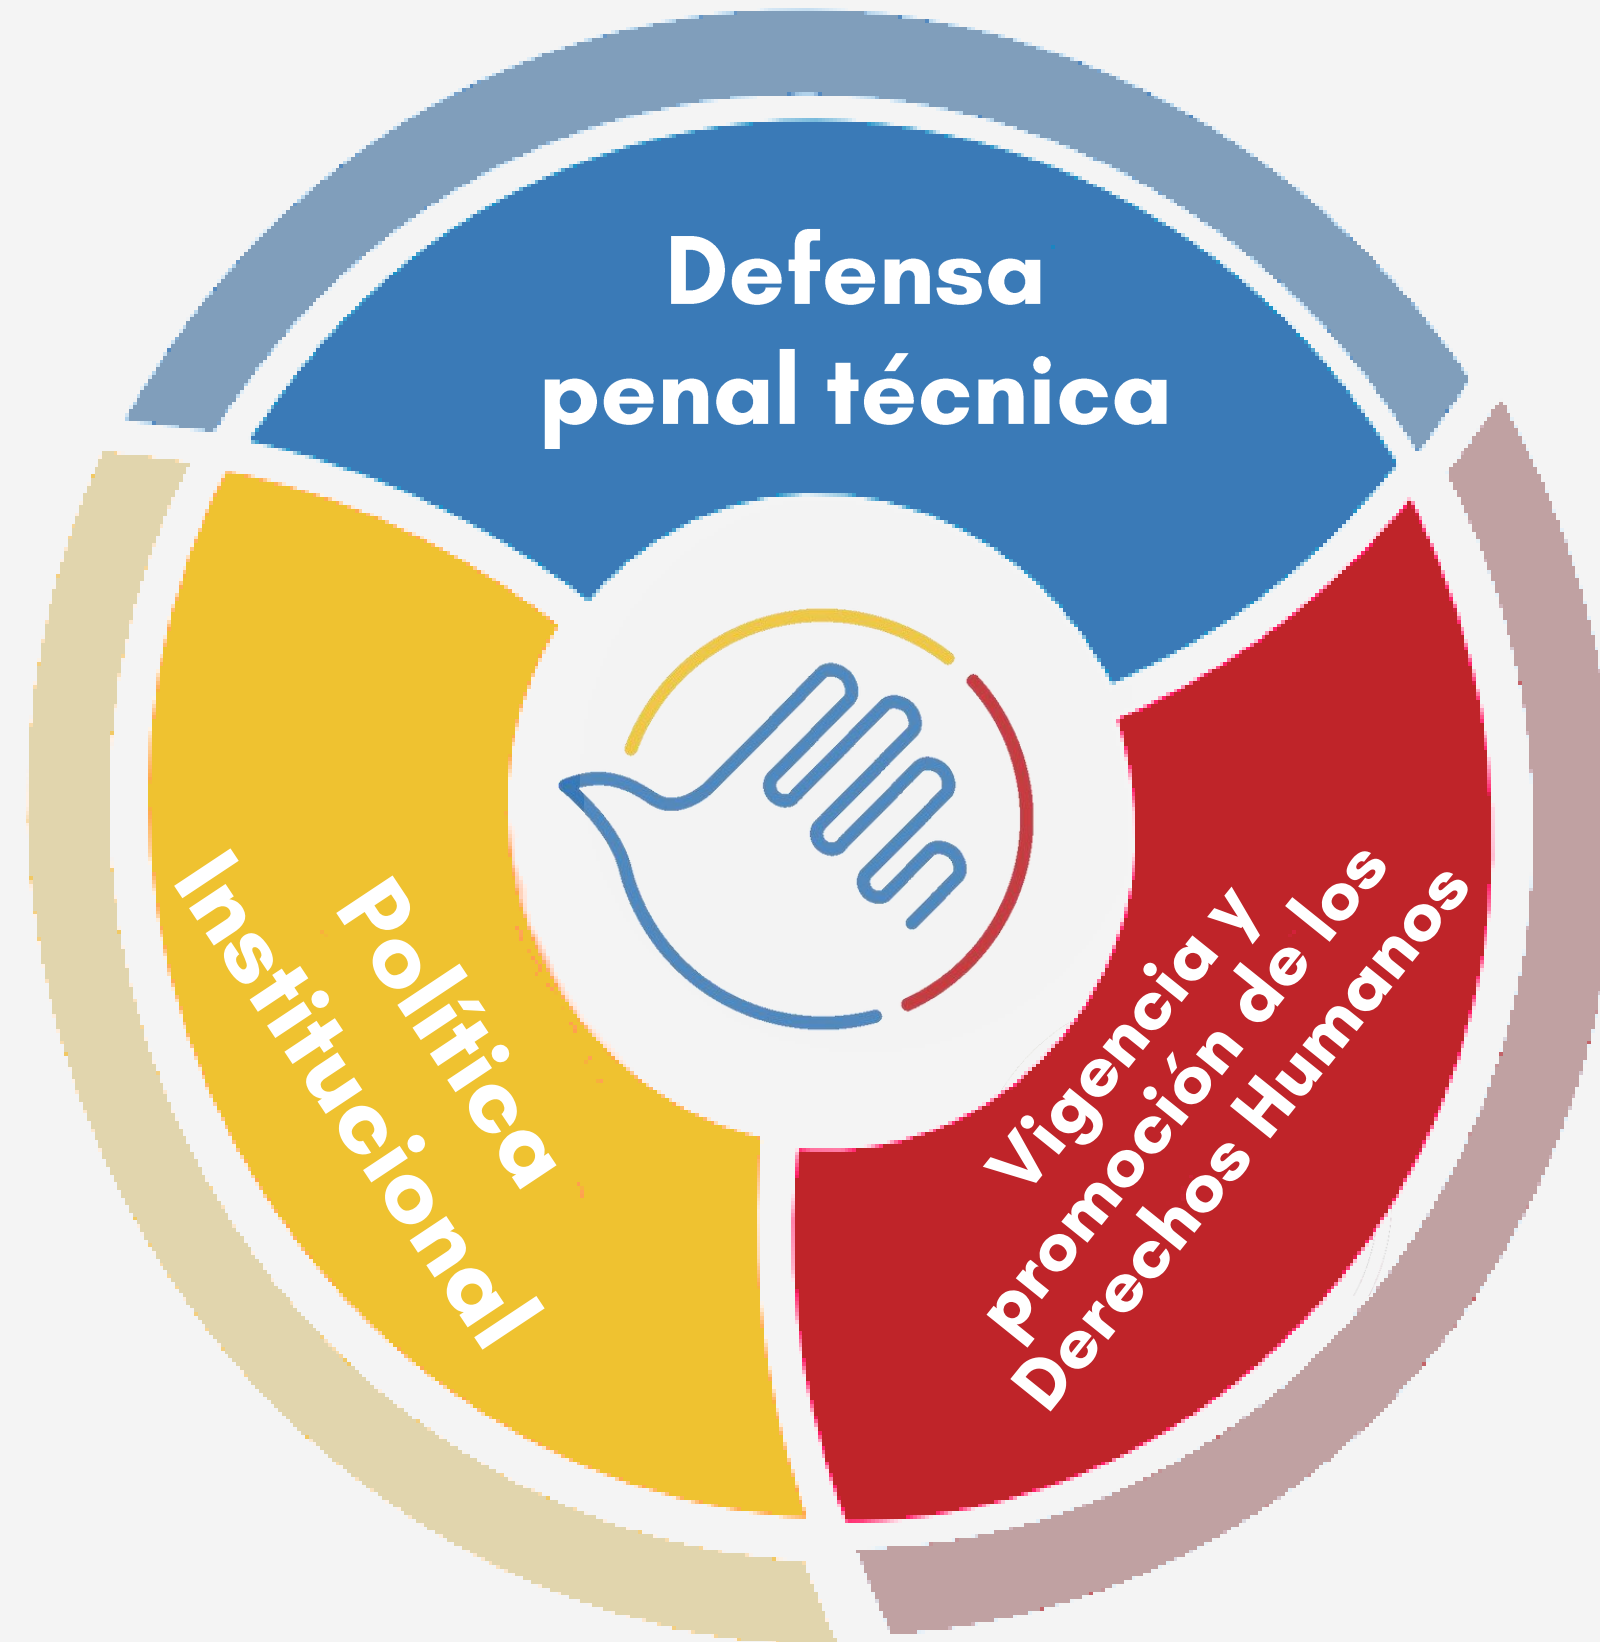 Defensa
penal técnica
Política
Institucional
Vigencia y
promoción de los
Derechos Humanos